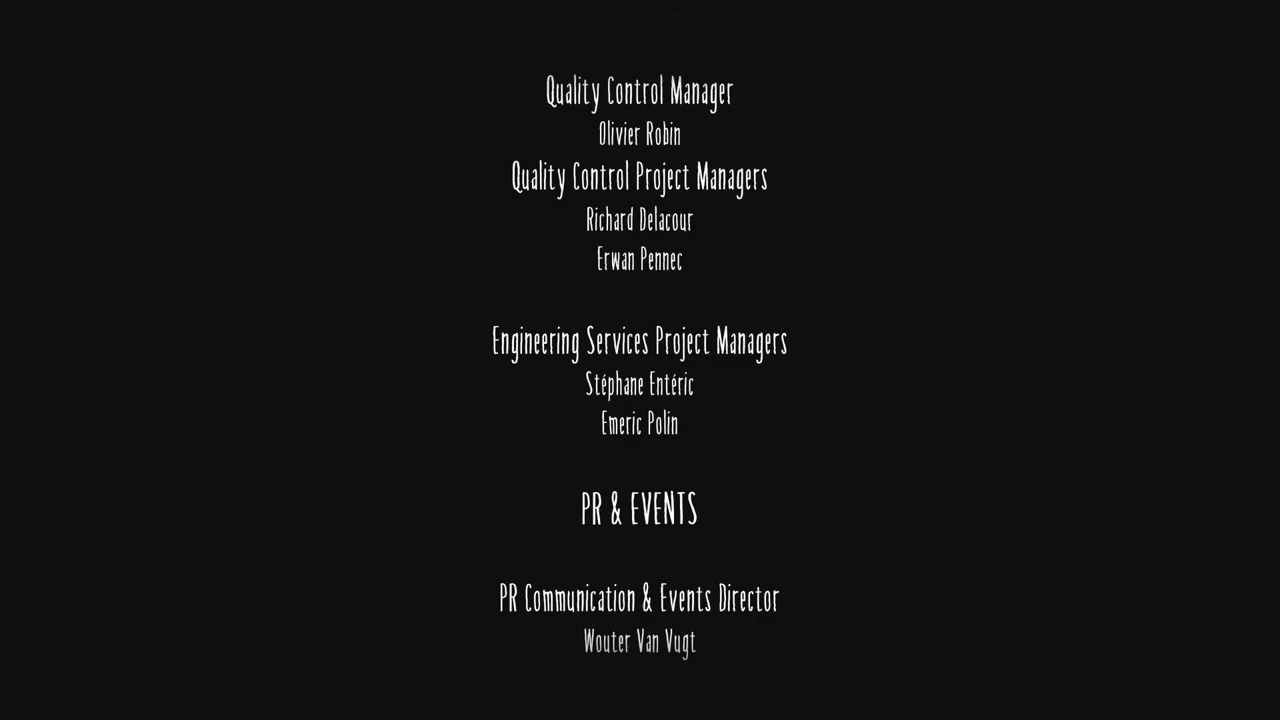 Quality Control Manager
Olivier Robin
Quality Control Project Managers
Richard Delacour
Erwan Pennec
Engineering Services Project Managers
Stéphane Entéric
Emeric Polin
PR & EVENTS
PR Communication & Events Director
Wouter Van Vugt